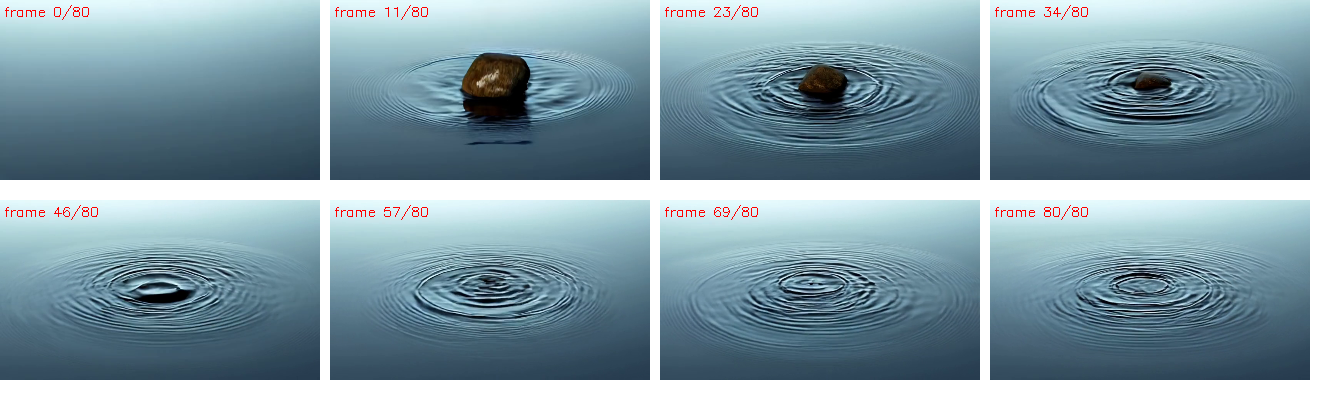 frame 0/80
frame 11/80
frame 23/80
frame 34/80
frame 46/80
frame 57/80
frame 69/80
frame 80/80